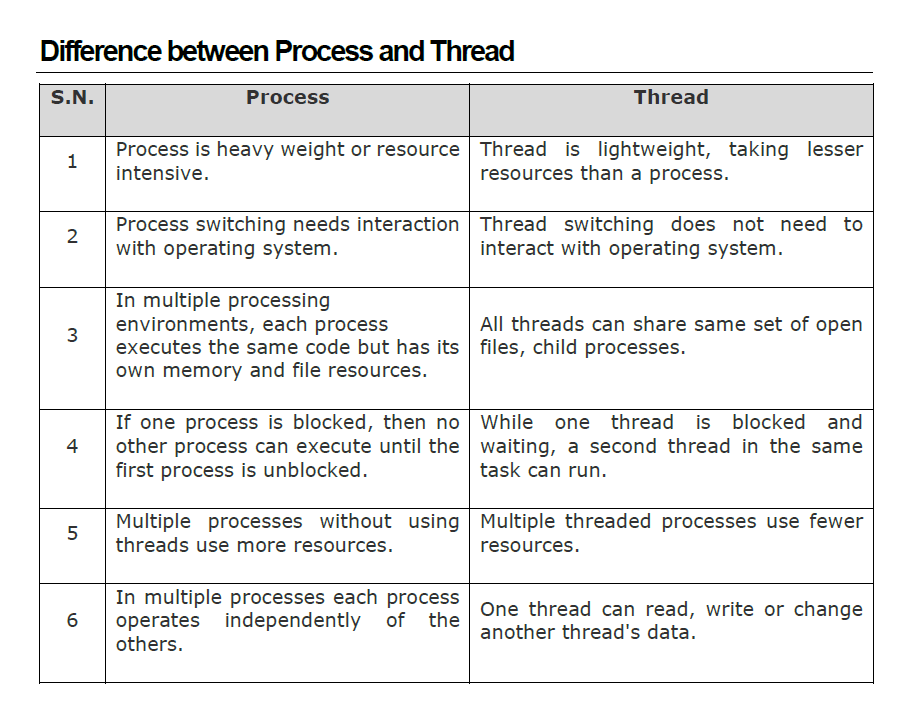 Difference between Process and Thread
S.N. Process Thread
1
Process is heavy weight or resource
intensive.
Thread is lightweight, taking lesser
resources than a process.
2
Process switching needs interaction
with operating system.
Thread switching does not need to
interact with operating system.
3
In multiple processing
environments, each process
executes the same code but has its
own memory and file resources.
All threads can share same set of open
files, child processes.
4
If one process is blocked, then no
other process can execute until the
first process is unblocked.
While one thread is blocked and
waiting, a second thread in the same
task can run.
5
Multiple processes without using
threads use more resources.
Multiple threaded processes use fewer
resources.
6
In multiple processes each process
operates independently of the
others.
One thread can read, write or change
another thread's data.